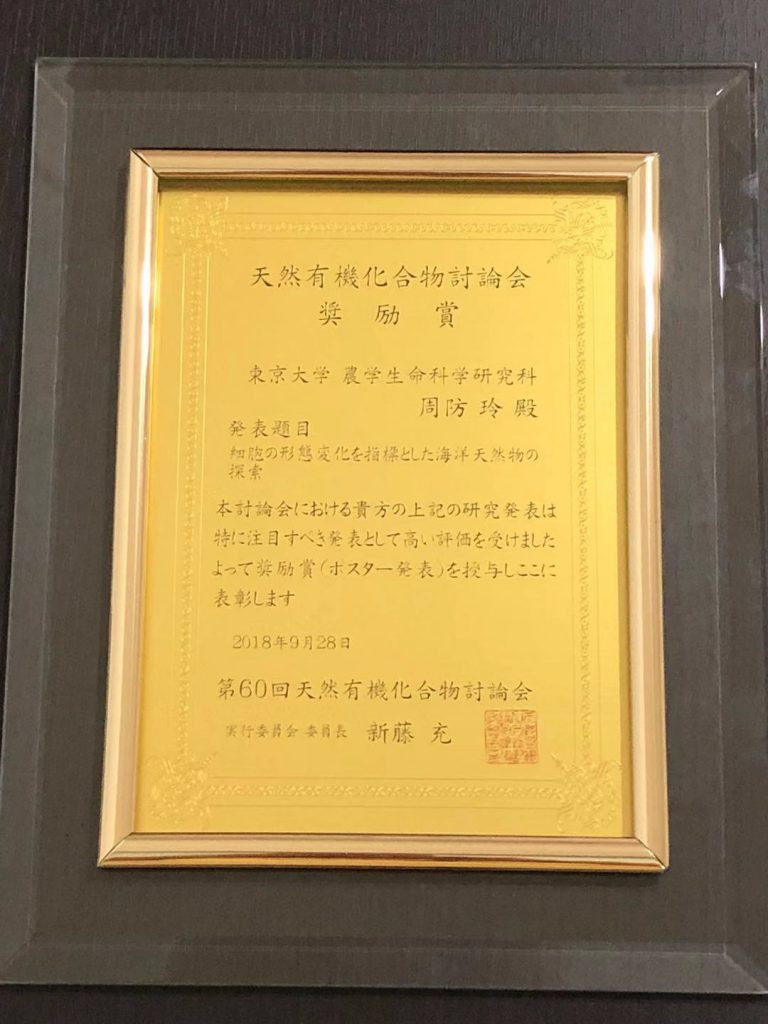 天然有機化合物討論会
奨励賞
東京大学 農学生命科学研究科
周防 玲 殿
発表題目
細胞の形態変化を指標とした海洋天然物の
探索
本討論会における貴方の上記の研究発表は
特に注目すべき発表として高い評価を受けました
よって奨励賞(ポスター発表)を授与しここに
表彰します
2018年9月28日
第60回天然有機化合物討論会
実行委員会 委員長 新藤 充